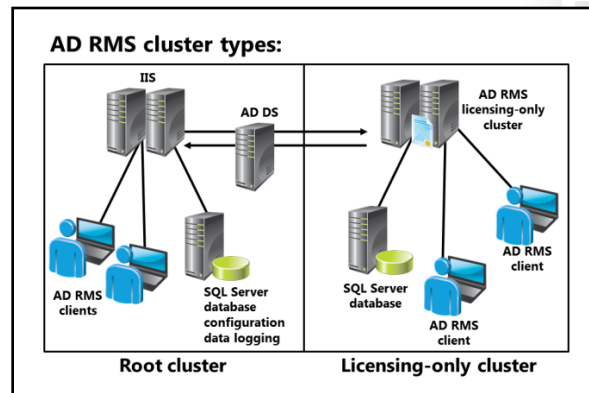 AD RMS cluster types:
IIS
AD DS
AD RMS
clients
SQL Server
database
configuration
data logging
Root cluster
AD RMS
licensing-only
cluster
SQL Server
database
AD RMS
client
AD RMS
client
Licensing-only cluster